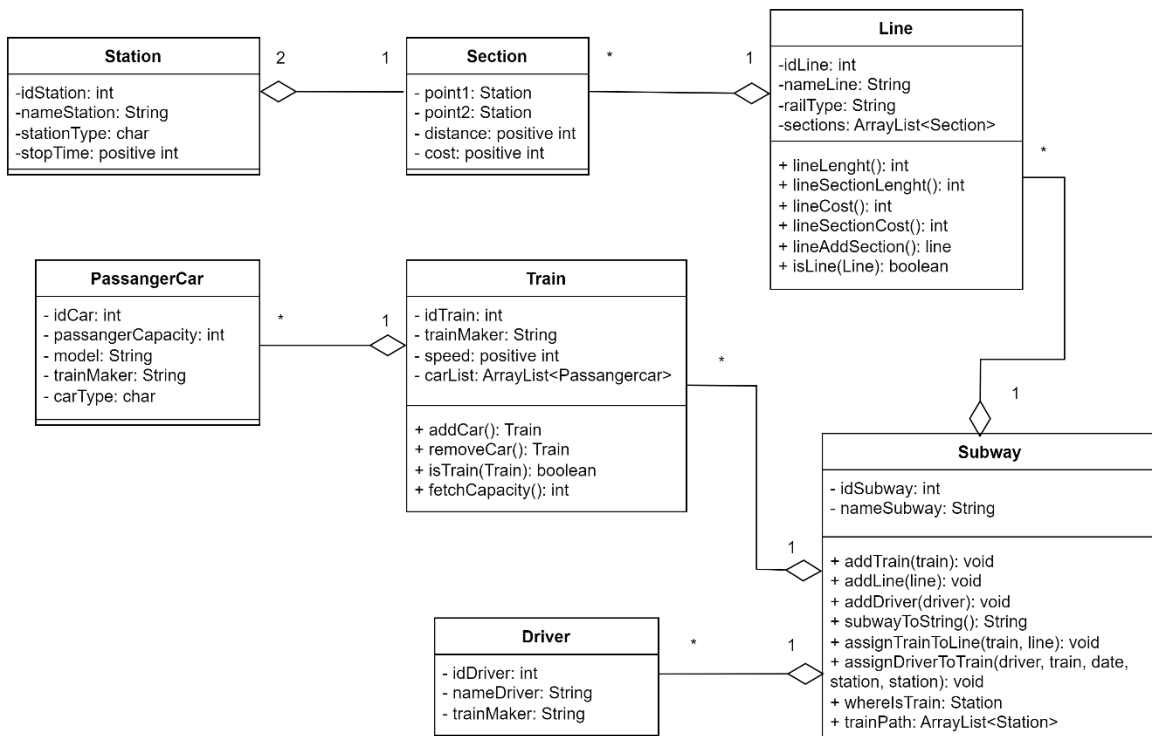 Station
-idStation: int
-nameStation: String
-stationType: char
-stopTime: positive int
2
1
Section
- point1: Station
- point2: Station
- distance: positive int
- cost: positive int
*
1
Line
-idLine: int
-nameLine: String
-railType: String
-sections: ArrayList<Section>
+ lineLenght(): int
+ lineSectionLenght(): int
+ lineCost(): int
+ lineSectionCost(): int
+ lineAddSection(): line
+ isLine(Line): boolean
*
1
PassangerCar
- idCar: int
- passangerCapacity: int
- model: String
- trainMaker: String
- carType: char
*
1
Train
- idTrain: int
- trainMaker: String
- speed: positive int
- carList: ArrayList<Passangercar>
+ addCar(): Train
+ removeCar(): Train
+ isTrain(Train): boolean
+ fetchCapacity(): int
*
1
Subway
- idSubway: int
- nameSubway: String
+ addTrain(train): void
+ addLine(line): void
+ addDriver(driver): void
+ subwayToString(): String
+ assignTrainToLine(train, line): void
+ assignDriverToTrain(driver, train, date,
station, station): void
+ whereIsTrain: Station
+ trainPath: ArrayList<Station>
Driver
- idDriver: int
- nameDriver: String
- trainMaker: String
*
1